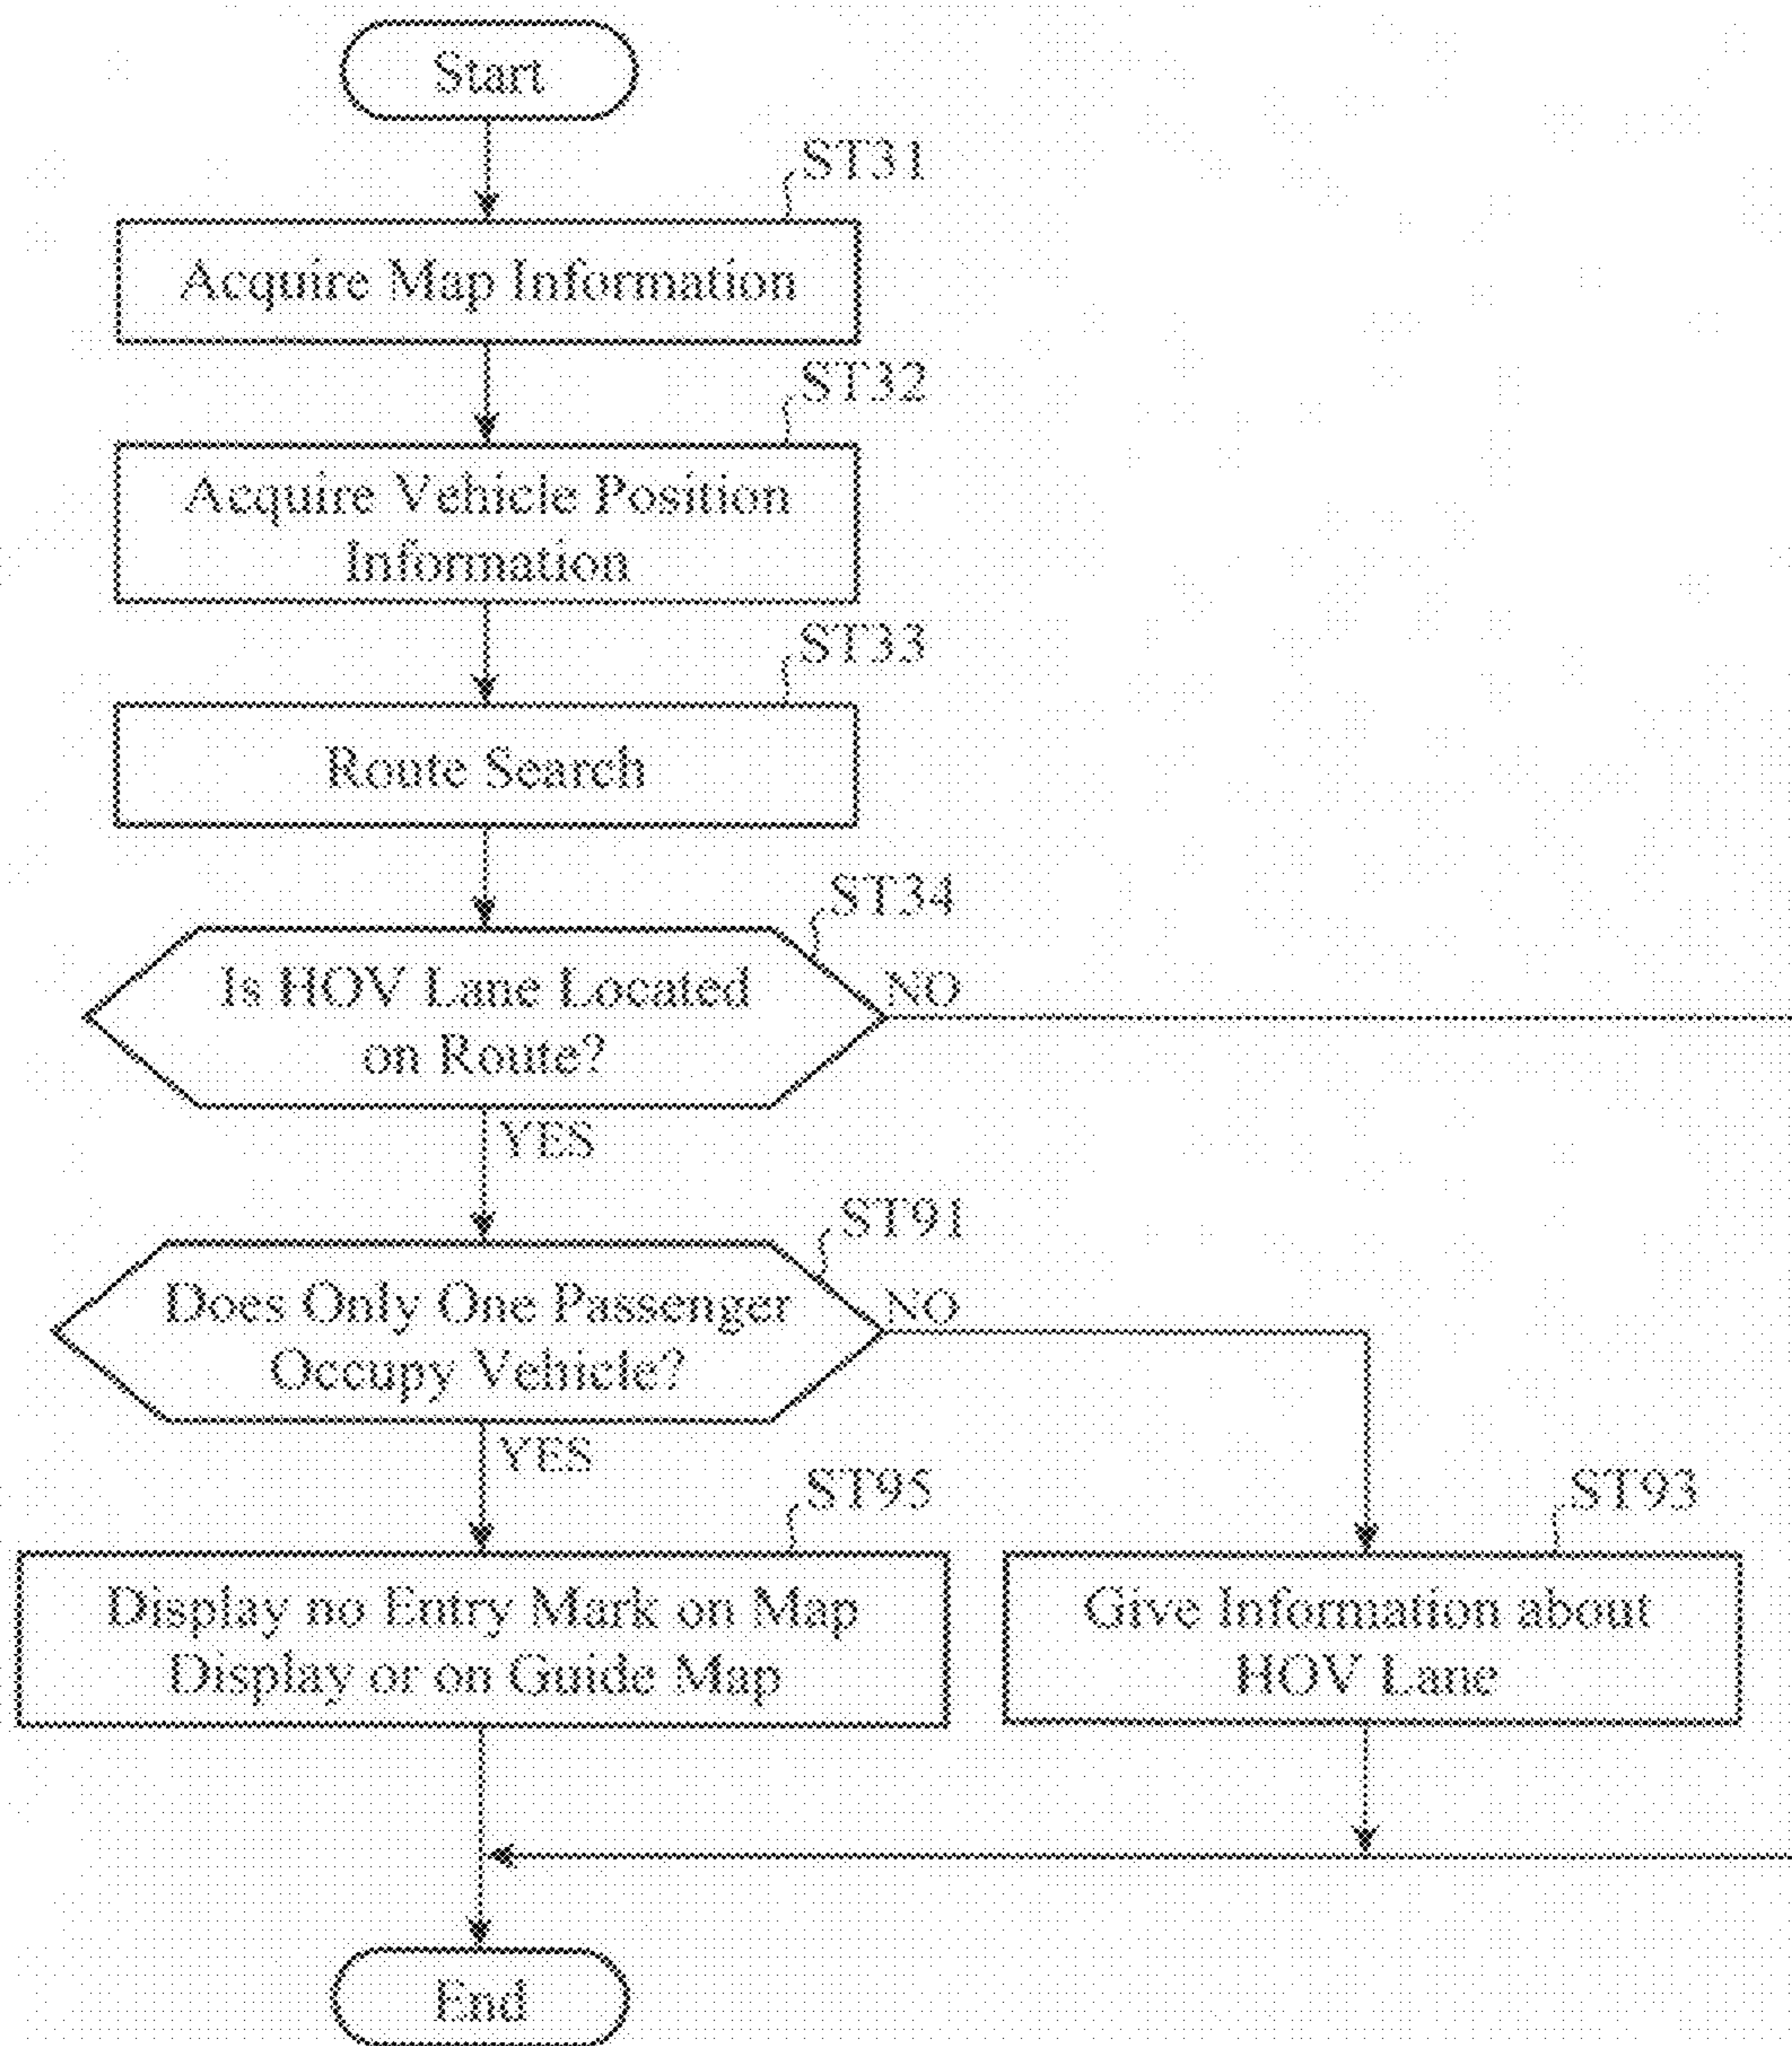 Start
ST31
Acquire Map Information
ST32
Acquire Vehicle Position
Information
ST33
Route Search
ST34
Is HOV Lane Located
on Route?
NO
YES
ST91
Does Only One Passenger
Occupy Vehicle?
NO
YES
ST95
Display no Entry Mark on Map
Display or on Guide Map
ST93
Give Information about
HOV Lane
End